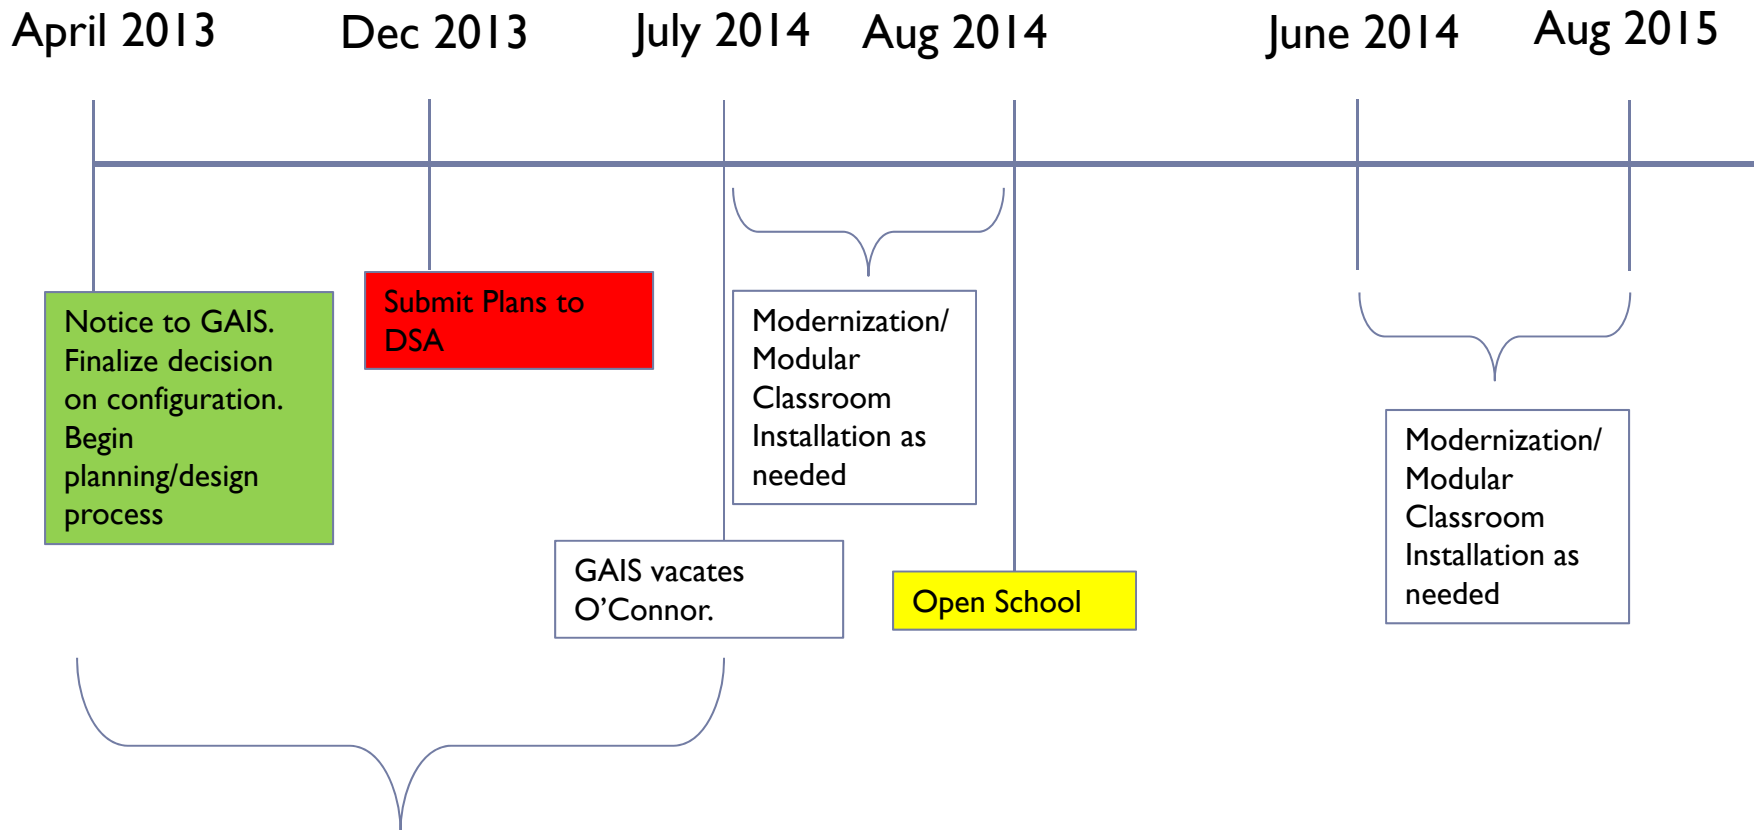 April 2013
Dec 2013
July 2014
Aug 2014
June 2014
Aug 2015
Notice to GAIS.
Finalize decision
on configuration.
Begin
planning/design
process
Submit Plans to
DSA
Modernization/
Modular
Classroom
Installation as
needed
GAIS vacates
O’Connor.
Open School
Modernization/
Modular
Classroom
Installation as
needed